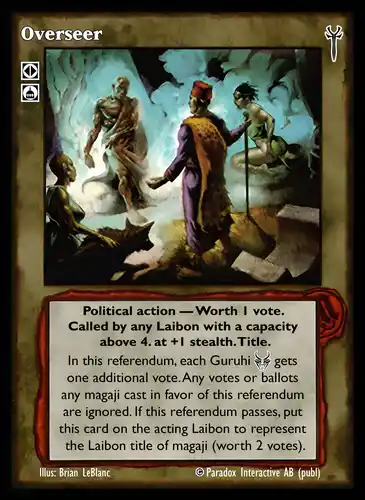 Overseer
Political action — Worth 1 vote.
Called by any Laibon with a capacity
above 4. at +1 stealth. Title.
In this referendum, each Guruhi gets
one additional vote. Any votes or ballots
any magaji cast in favor of this referendum
are ignored. If this referendum passes, put
this card on the acting Laibon to represent
the Laibon title of magaji (worth 2 votes).
Illus: Brian LeBlanc © Paradox Interactive AB (publ)